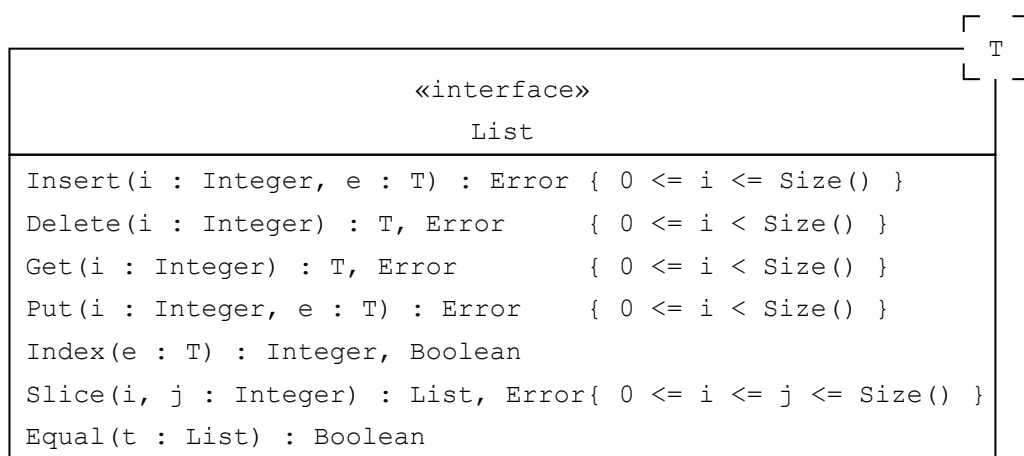 T
«interface»
List
Insert(i : Integer, e : T) : Error { 0 <= i <= Size() }
Delete(i : Integer) : T, Error { 0 <= i < Size() }
Get(i : Integer) : T, Error { 0 <= i < Size() }
Put(i : Integer, e : T) : Error { 0 <= i < Size() }
Index(e : T) : Integer, Boolean
Slice(i, j : Integer) : List, Error{ 0 <= i <= j <= Size() }
Equal(t : List) : Boolean